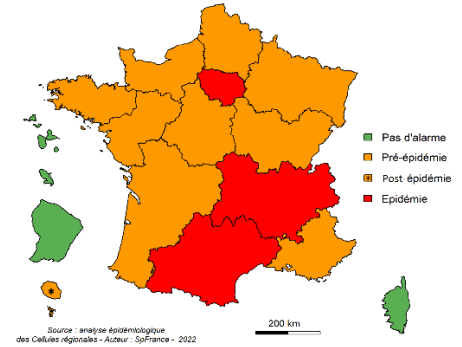 Pas d'alarme
Pré-épidémie
Post épidémie
Epidémie
200 km
Source : analyse épidémiologique
des Cellules régionales - Auteur : SpFrance - 2022